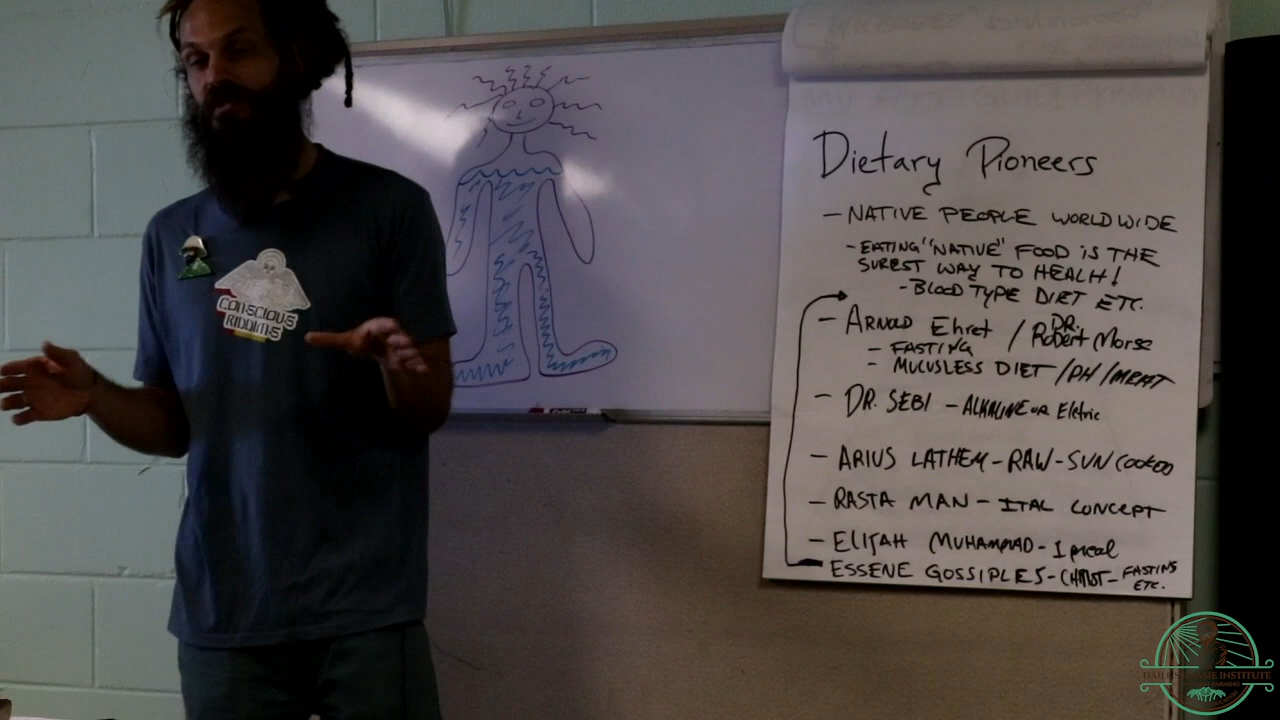 CONSCIOUS
RIDDIMS
Dietary Pioneers
- NATIVE PEOPLE WORLDWIDE
- EATING "NATIVE" FOOD IS THE
SUREST WAY TO HEALH!
- BLOOD TYPE DIET ETC.
- ARNOLD Ehret / DR. Robert Morse
- FASTING
- MUCUSLESS DIET / PH / MEAT
- DR. SEBI - ALKALINE OR Eletric
- ARIUS LATHEM - RAW - SUN COOKED
- RASTA MAN - ITAL CONCEPT
- ELIJAH MUHAMMAD - 1 meal
ESSENE GOSSIPLES - CHRIST - FASTING
ETC.
INSTITUTE